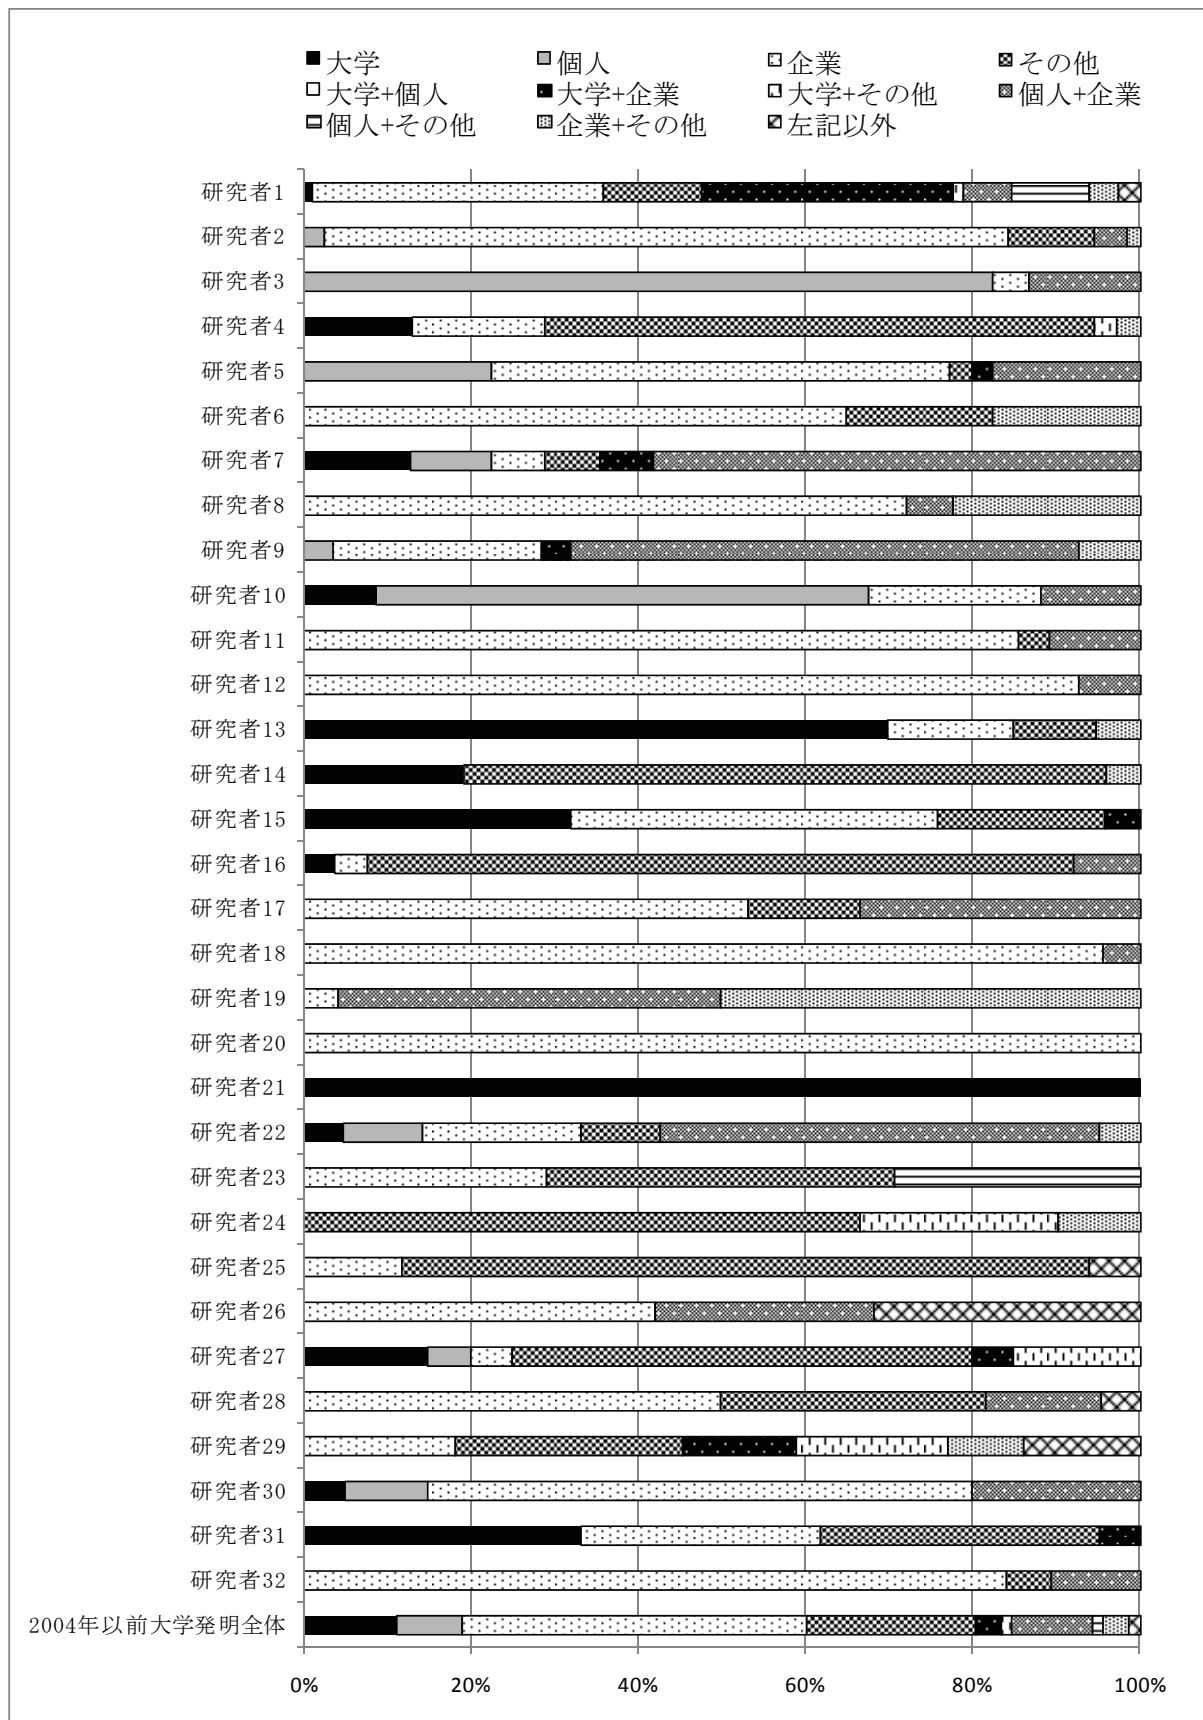 大学 個人 企業 その他
大学+個人 大学+企業 大学+その他 個人+企業
個人+その他 企業+その他 左記以外
研究者1
研究者2
研究者3
研究者4
研究者5
研究者6
研究者7
研究者8
研究者9
研究者10
研究者11
研究者12
研究者13
研究者14
研究者15
研究者16
研究者17
研究者18
研究者19
研究者20
研究者21
研究者22
研究者23
研究者24
研究者25
研究者26
研究者27
研究者28
研究者29
研究者30
研究者31
研究者32
2004年以前大学発明全体
0% 20% 40% 60% 80% 100%